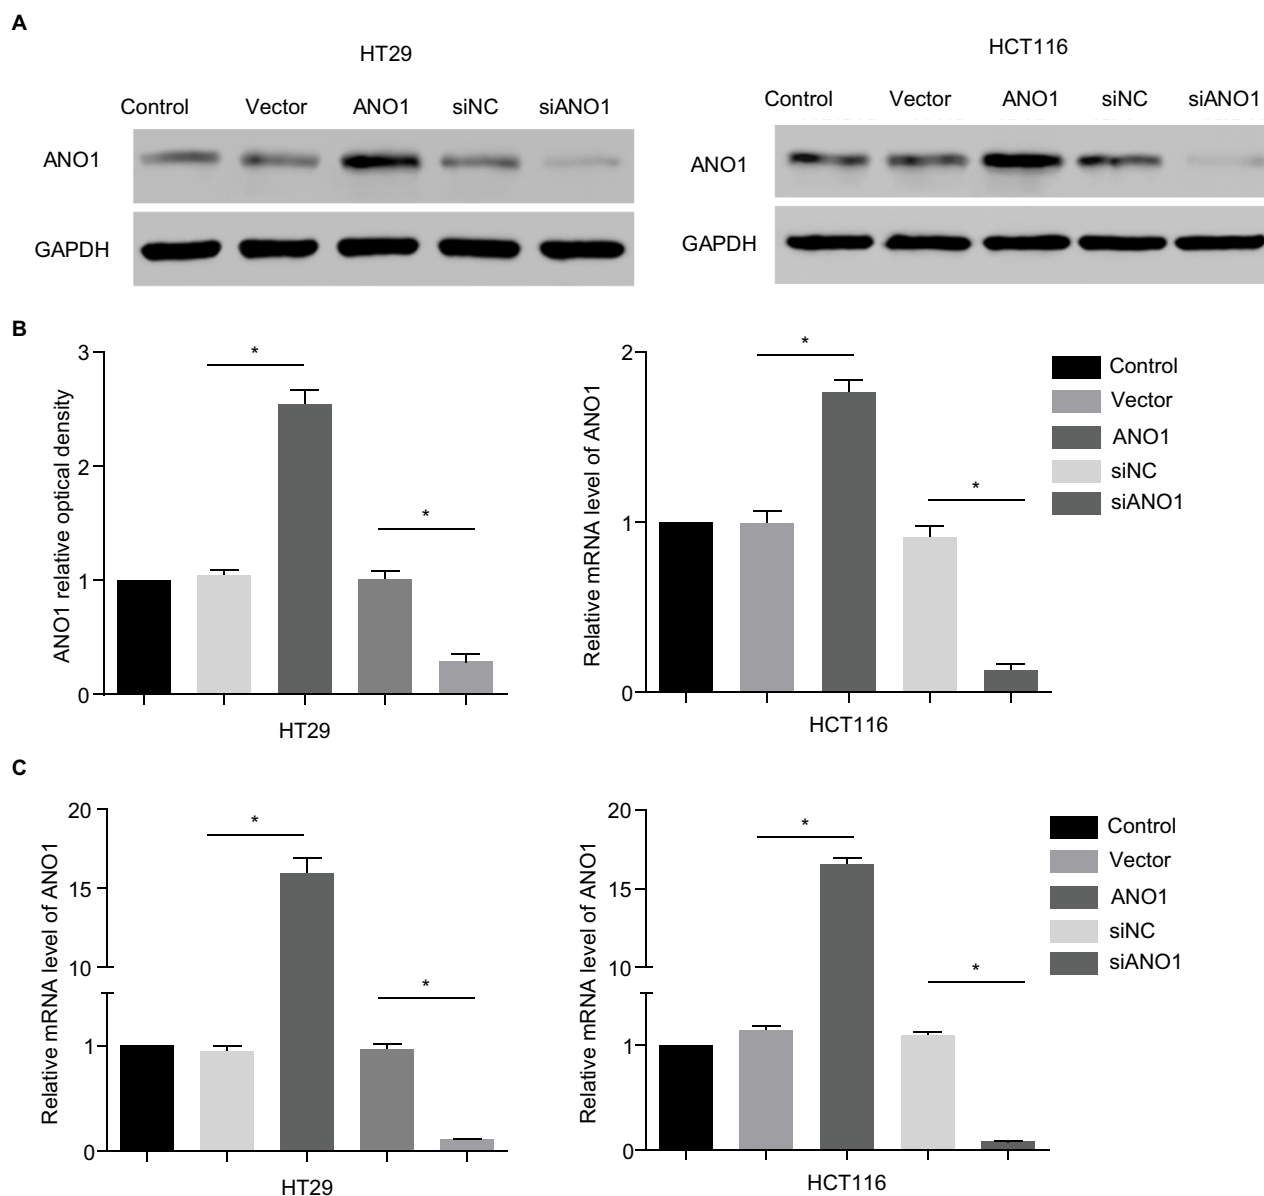 A
HT29
Control Vector ANO1 siNC siANO1
ANO1
GAPDH
HCT116
Control Vector ANO1 siNC siANO1
ANO1
GAPDH
B
ANO1 relative optical density
3
2
1
0
*
*
HT29
Relative mRNA level of ANO1
2
1
0
*
*
HCT116
Control
Vector
ANO1
siNC
siANO1
C
Relative mRNA level of ANO1
20
15
10
1
0
*
*
HT29
Relative mRNA level of ANO1
20
15
10
1
0
*
*
HCT116
Control
Vector
ANO1
siNC
siANO1